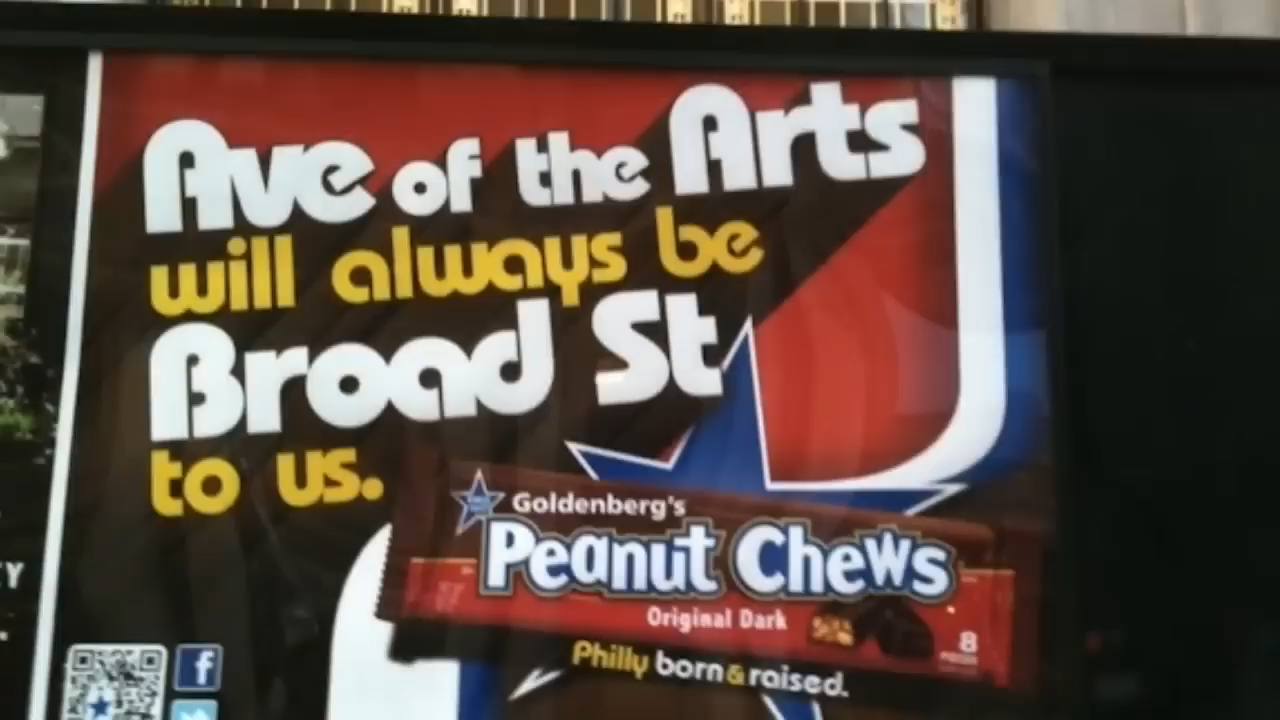 Ave of the Arts
will always be
Broad St
to us.
Goldenberg's
Peanut Chews
Original Dark
8
Philly born & raised.
f